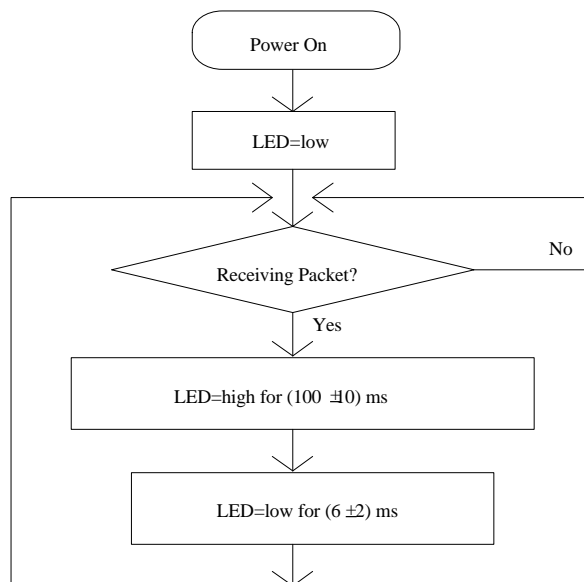 Power On
LED=low
No
Receiving Packet?
Yes
LED=high for (100 ±10) ms
LED=low for (6 ±2) ms